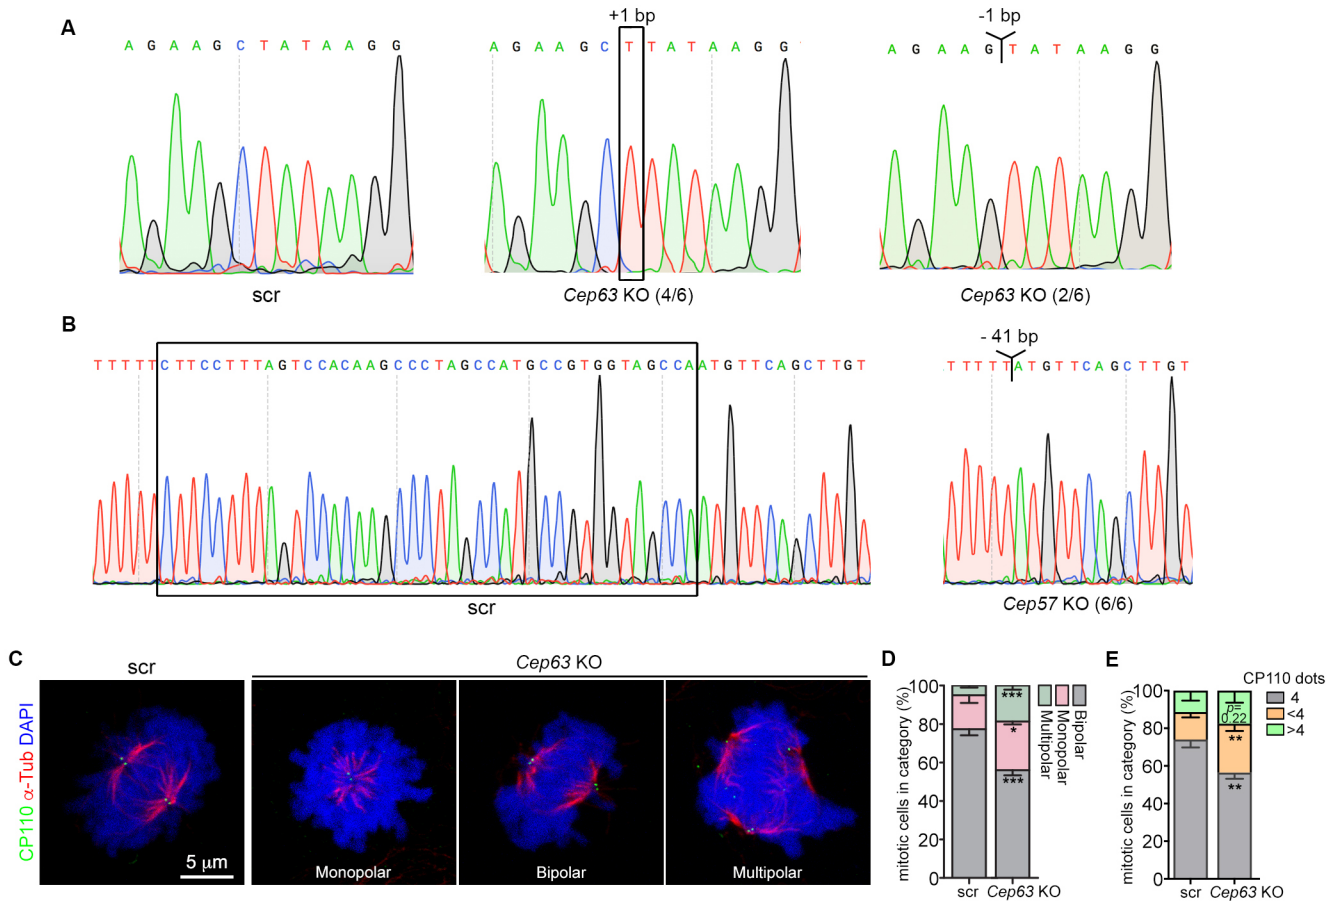 A
+1 bp
-1 bp
A G A A G C T A T A A G G
A G A A G C T T A T A A G G
A G A A G T A T A A G G
scr
Cep63 KO (4/6)
Cep63 KO (2/6)
B
- 41 bp
T T T T T C T T C C T T T A G T C C A C A A G C C C T A G C C A T G C C G T G G T A G C C A A T G T T C A G C T T G T
T T T T T A T G T T C A G C T T G T
scr
Cep57 KO (6/6)
C
scr
Cep63 KO
CP110 α-Tub DAPI
5 μm
Monopolar
Bipolar
Multipolar
D
mitotic cells in category (%)
100
80
60
40
20
0
***
*
***
scr
Cep63 KO
Multipolar
Monopolar
Bipolar
E
mitotic cells in category (%)
100
80
60
40
20
0
p=
0.22
**
**
scr
Cep63 KO
CP110 dots
4
<4
>4